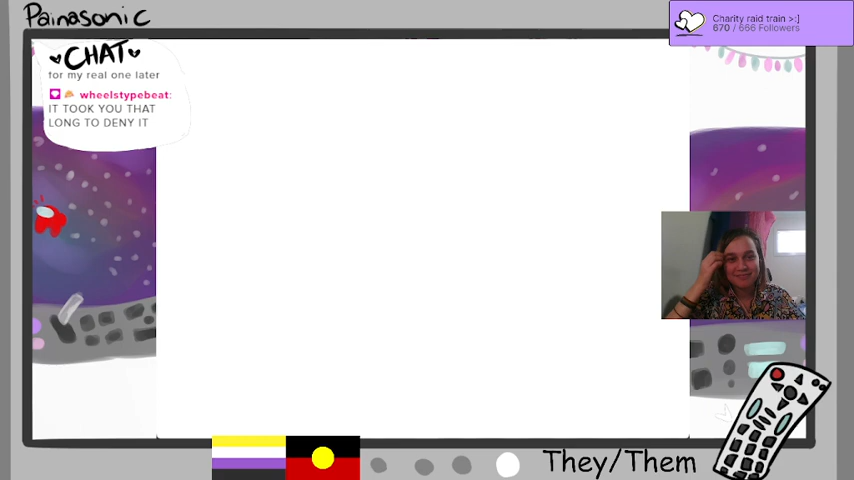 Painasonic
Charity raid train >:]
670 / 666 Followers
CHAT
for my real one later
wheelstypebeat:
IT TOOK YOU THAT
LONG TO DENY IT
They/Them